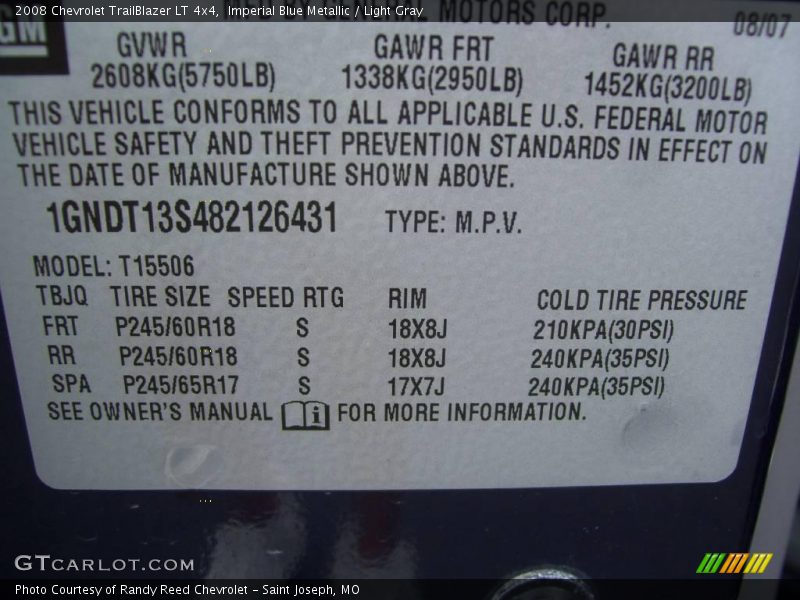 2008 Chevrolet TrailBlazer LT 4x4, Imperial Blue Metallic / Light Gray
GM
MFD BY GENERAL MOTORS CORP.
08/07
GVWR GAWR FRT GAWR RR
2608KG(5750LB) 1338KG(2950LB) 1452KG(3200LB)
THIS VEHICLE CONFORMS TO ALL APPLICABLE U.S. FEDERAL MOTOR
VEHICLE SAFETY AND THEFT PREVENTION STANDARDS IN EFFECT ON
THE DATE OF MANUFACTURE SHOWN ABOVE.
1GNDT13S482126431 TYPE: M.P.V.
MODEL: T15506
TBJQ TIRE SIZE SPEED RTG RIM COLD TIRE PRESSURE
FRT P245/60R18 S 18X8J 210KPA(30PSI)
RR P245/60R18 S 18X8J 240KPA(35PSI)
SPA P245/65R17 S 17X7J 240KPA(35PSI)
SEE OWNER'S MANUAL i FOR MORE INFORMATION.
GTCARLOT.COM
Photo Courtesy of Randy Reed Chevrolet - Saint Joseph, MO